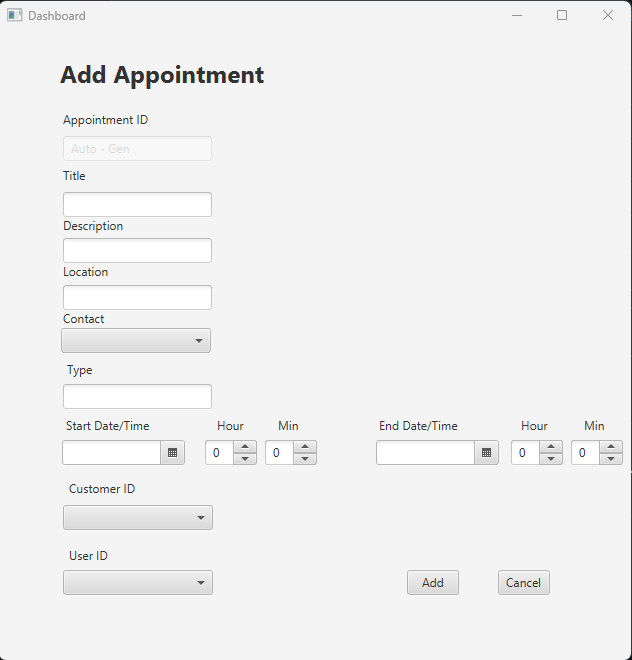 Dashboard
Add Appointment
Appointment ID
Auto - Gen
Title
Description
Location
Contact
Type
Start Date/Time Hour Min End Date/Time Hour Min
0 0 0 0
Customer ID
User ID
Add Cancel